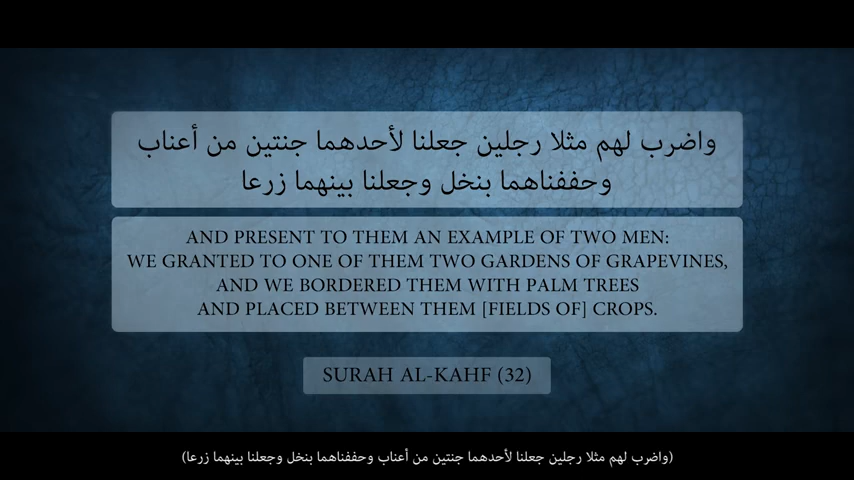 واضرب لهم مثلا رجلين جعلنا لأحدهما جنتين من أعناب
وحففناهما بنخل وجعلنا بينهما زرعا
AND PRESENT TO THEM AN EXAMPLE OF TWO MEN:
WE GRANTED TO ONE OF THEM TWO GARDENS OF GRAPEVINES,
AND WE BORDERED THEM WITH PALM TREES
AND PLACED BETWEEN THEM [FIELDS OF] CROPS.
SURAH AL-KAHF (32)
(واضرب لهم مثلا رجلين جعلنا لأحدهما جنتين من أعناب وحففناهما بنخل وجعلنا بينهما زرعا)